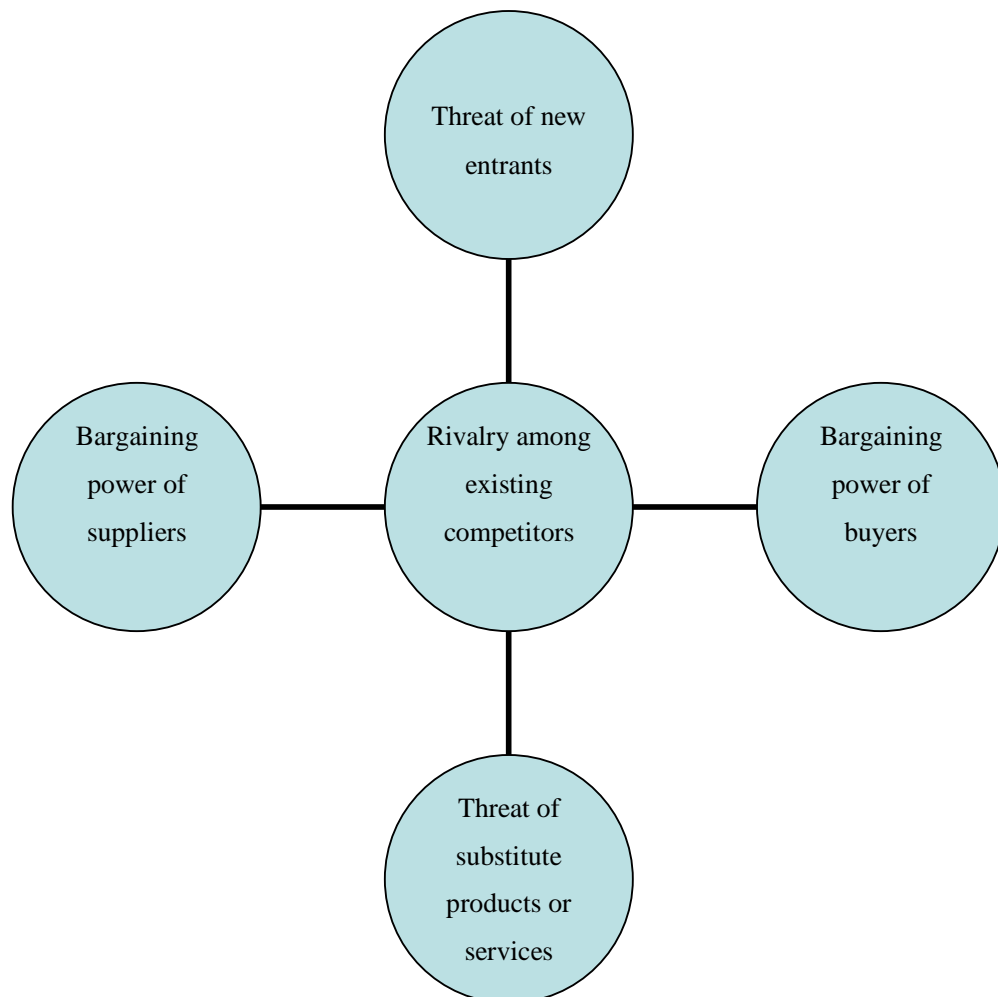 Threat of new
entrants
Bargaining
power of
suppliers
Rivalry among
existing
competitors
Bargaining
power of
buyers
Threat of
substitute
products or
services